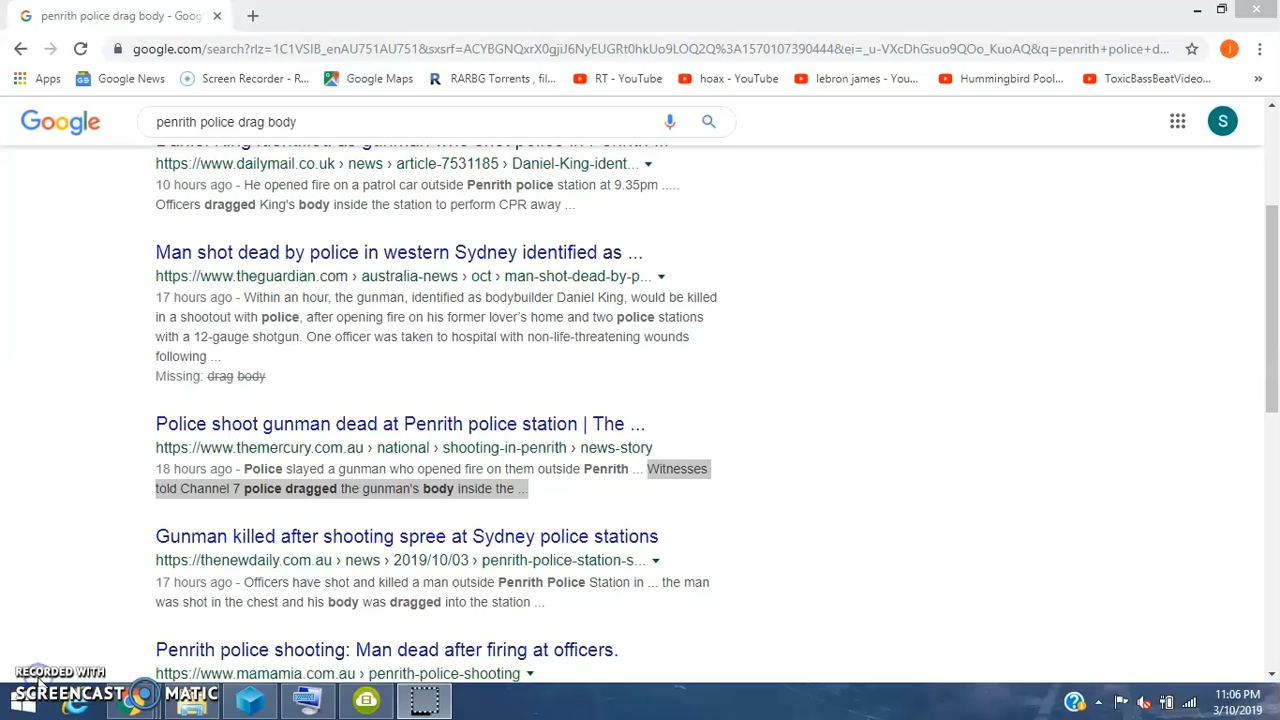 penrith police drag body - Goog
google.com/search?rlz=1C1VSIB_enAU751AU751&sxsrf=ACYBGNQxrX0gjiJ6NyEUGRt0hkUo9LOQ2Q%3A1570107390444&ei=_u-VXcDhGsuo9QOo_KuoAQ&q=penrith+police+d...
j
Apps
Google News
Screen Recorder - R...
Google Maps
RARBG Torrents , fil...
RT - YouTube
hoax - YouTube
lebron james - You...
Hummingbird Pool...
ToxicBassBeatVideo...
»
Google
penrith police drag body
S
Daniel King identified as gunman who shot police in Penrith ...
https://www.dailymail.co.uk › news › article-7531185 › Daniel-King-ident...
10 hours ago - He opened fire on a patrol car outside Penrith police station at 9.35pm .....
Officers dragged King's body inside the station to perform CPR away ...
Man shot dead by police in western Sydney identified as ...
https://www.theguardian.com › australia-news › oct › man-shot-dead-by-p...
17 hours ago - Within an hour, the gunman, identified as bodybuilder Daniel King, would be killed
in a shootout with police, after opening fire on his former lover's home and two police stations
with a 12-gauge shotgun. One officer was taken to hospital with non-life-threatening wounds
following ...
Missing: drag body
Police shoot gunman dead at Penrith police station | The ...
https://www.themercury.com.au › national › shooting-in-penrith › news-story
18 hours ago - Police slayed a gunman who opened fire on them outside Penrith ... Witnesses
told Channel 7 police dragged the gunman's body inside the ...
Gunman killed after shooting spree at Sydney police stations
https://thenewdaily.com.au › news › 2019/10/03 › penrith-police-station-s...
17 hours ago - Officers have shot and killed a man outside Penrith Police Station in ... the man
was shot in the chest and his body was dragged into the station ...
Penrith police shooting: Man dead after firing at officers.
https://www.mamamia.com.au › penrith-police-shooting
RECORDED WITH
SCREENCAST MATIC
11:06 PM
3/10/2019